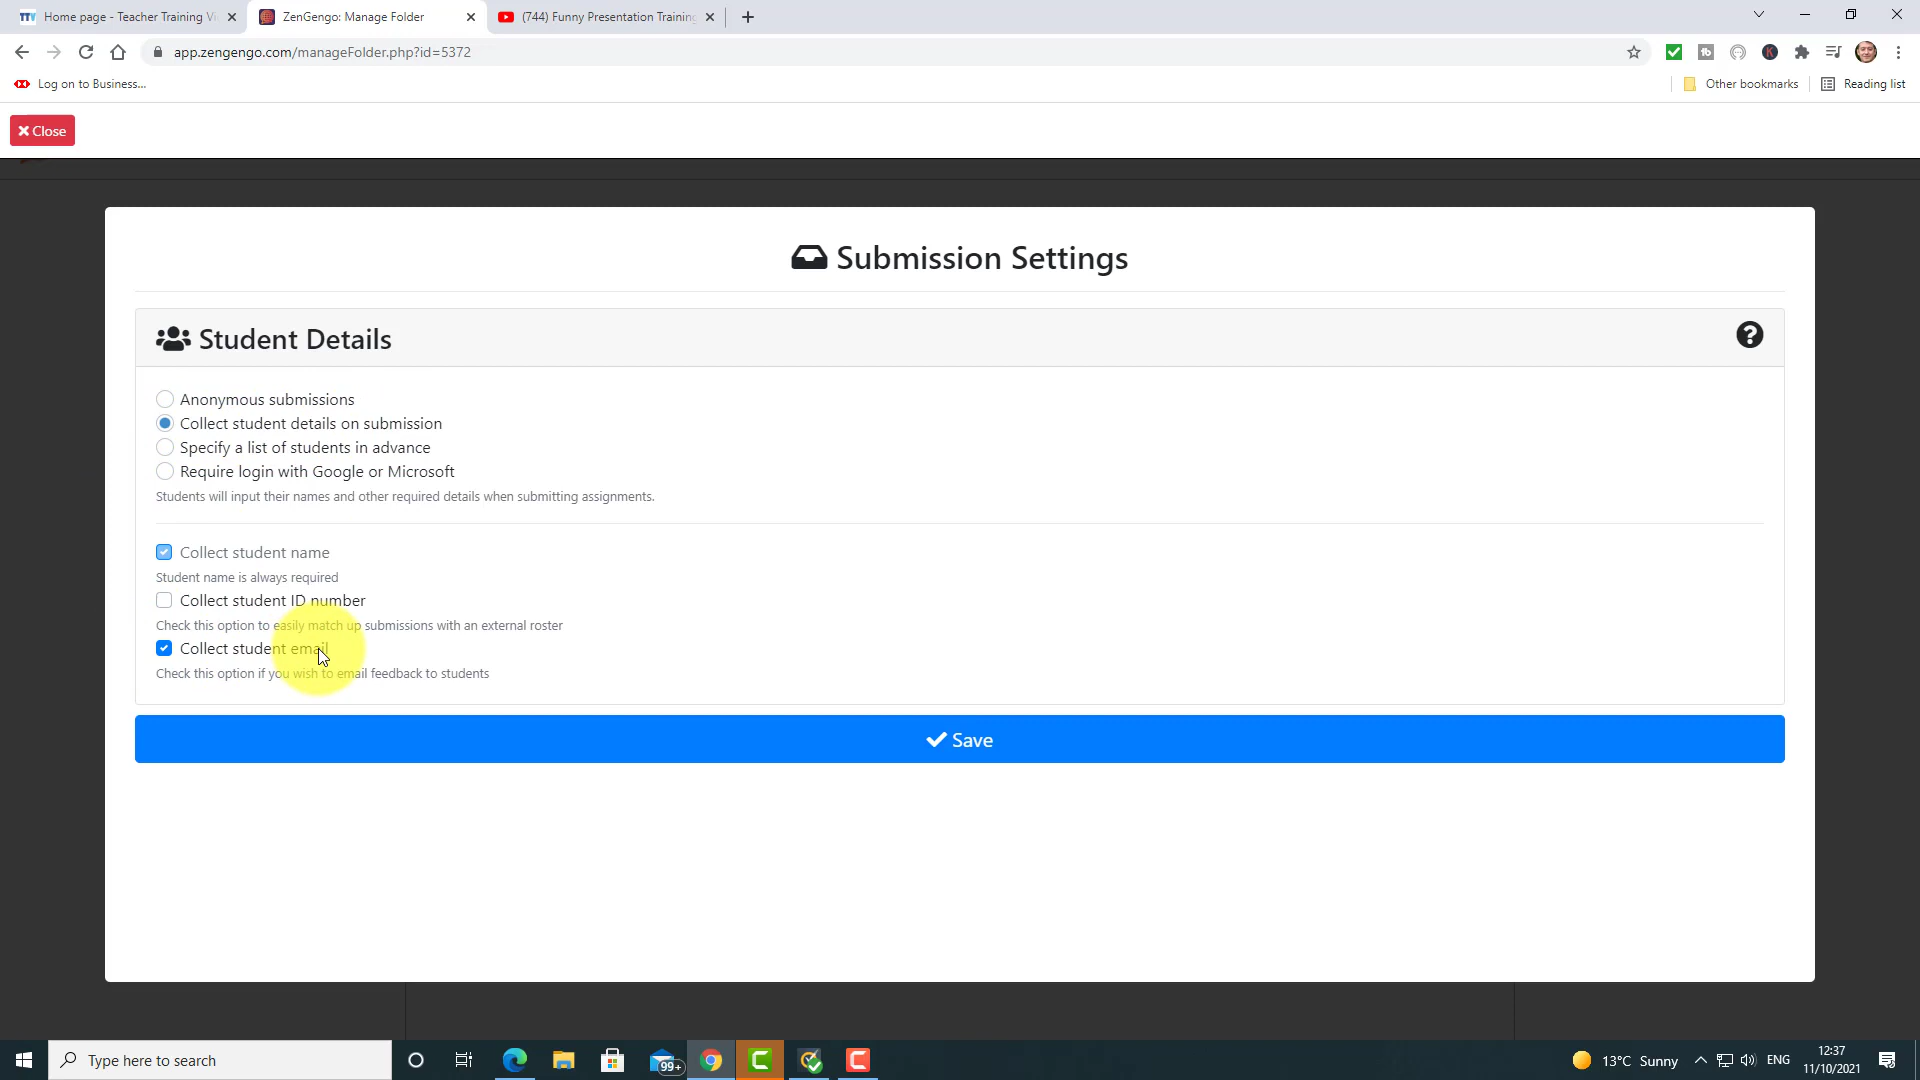 Home page - Teacher Training Vi
ZenGengo: Manage Folder
(744) Funny Presentation Training
app.zengengo.com/manageFolder.php?id=5372
Log on to Business...
Other bookmarks
Reading list
Close
Submission Settings
Student Details
Anonymous submissions
Collect student details on submission
Specify a list of students in advance
Require login with Google or Microsoft
Students will input their names and other required details when submitting assignments.
Collect student name
Student name is always required
Collect student ID number
Check this option to easily match up submissions with an external roster
Collect student email
Check this option if you wish to email feedback to students
Save
Type here to search
99+
13°C Sunny
ENG
12:37
11/10/2021